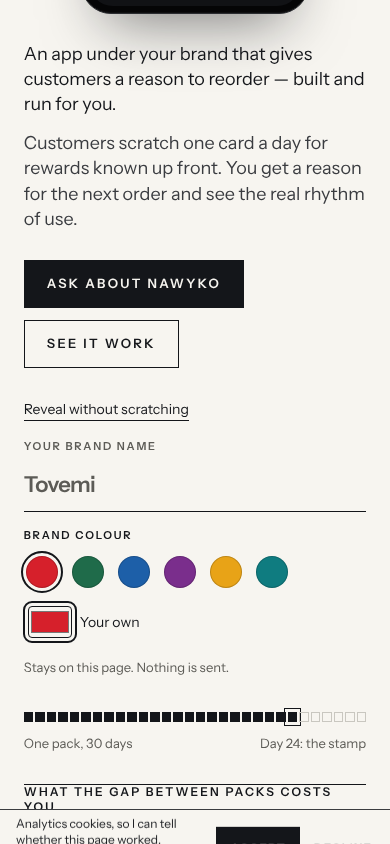 An app under your brand that gives
customers a reason to reorder — built and
run for you.
Customers scratch one card a day for
rewards known up front. You get a reason
for the next order and see the real rhythm
of use.
ASK ABOUT NAWYKO
SEE IT WORK
Reveal without scratching
YOUR BRAND NAME
Tovemi
BRAND COLOUR
Your own
Stays on this page. Nothing is sent.
One pack, 30 days
Day 24: the stamp
WHAT THE GAP BETWEEN PACKS COSTS
YOU
Analytics cookies, so I can tell
whether this page worked.